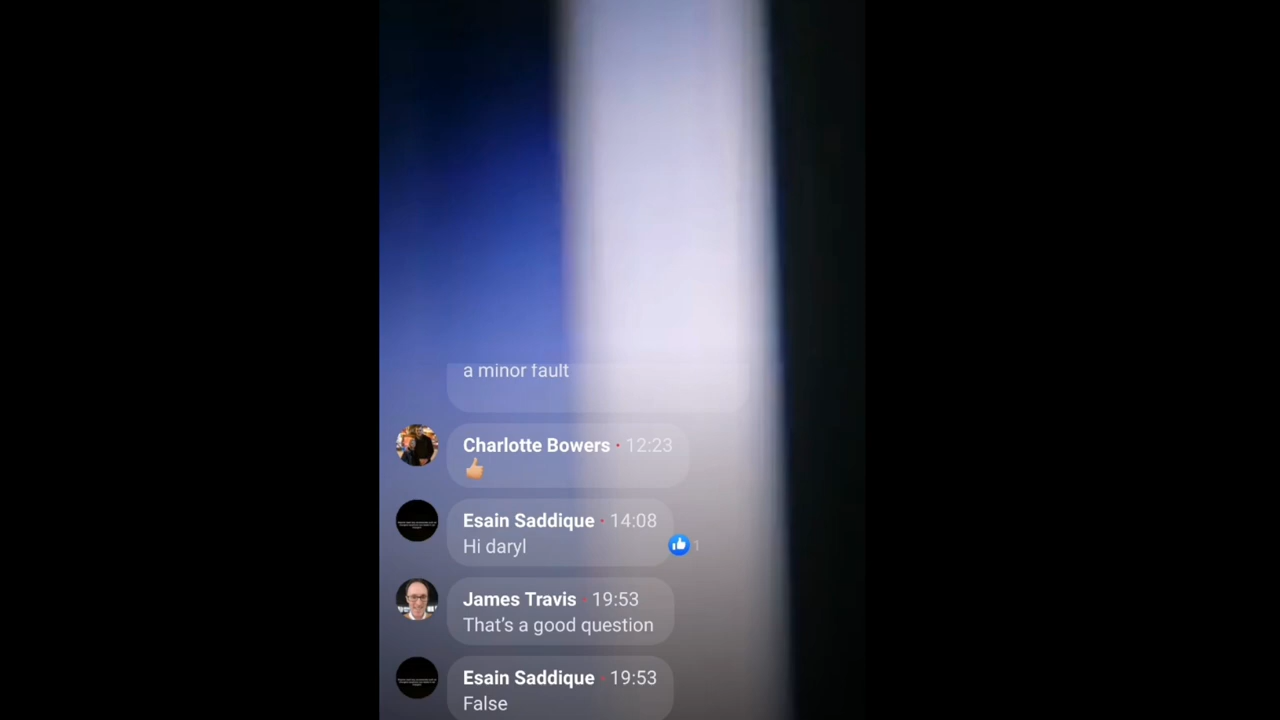 a minor fault
Charlotte Bowers · 12:23
👍🏼
Esain Saddique · 14:08
Hi daryl
1
James Travis · 19:53
That's a good question
Esain Saddique · 19:53
False